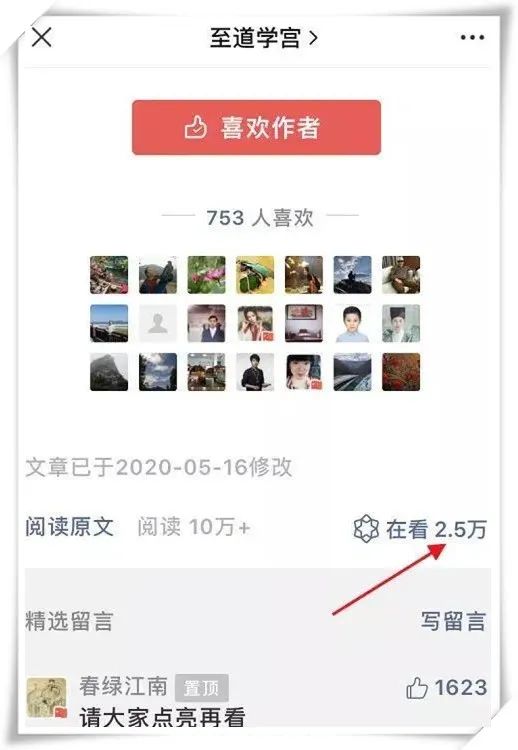 至道学宫
喜欢作者
753 人喜欢
文章已于2020-05-16修改
阅读原文 阅读 10万+ 在看 2.5万
精选留言 写留言
春绿江南 置顶 1623
请大家点亮再看